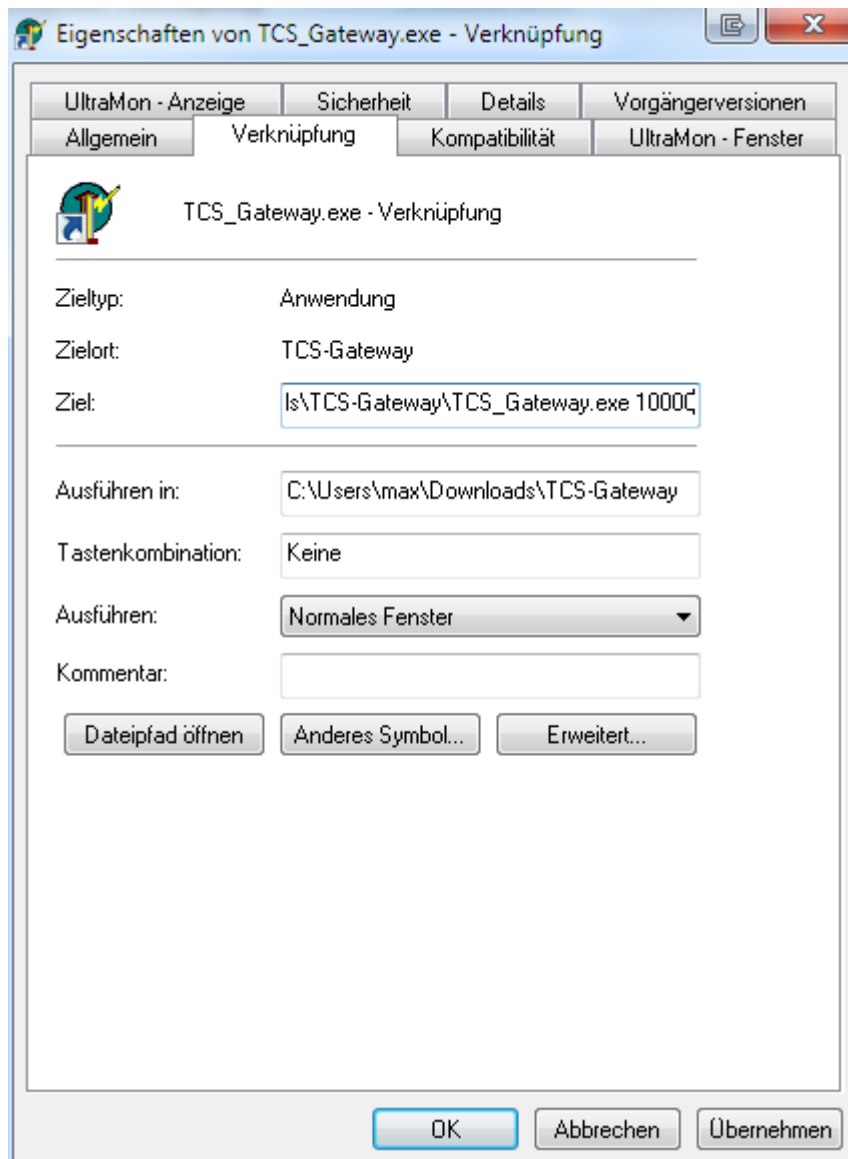 Eigenschaften von TCS_Gateway.exe - Verknüpfung
UltraMon - Anzeige Sicherheit Details Vorgängerversionen
Allgemein Verknüpfung Kompatibilität UltraMon - Fenster
TCS_Gateway.exe - Verknüpfung
Zieltyp: Anwendung
Zielort: TCS-Gateway
Ziel: ls\TCS-Gateway\TCS_Gateway.exe 10000
Ausführen in: C:\Users\max\Downloads\TCS-Gateway
Tastenkombination: Keine
Ausführen: Normales Fenster
Kommentar:
Dateipfad öffnen Anderes Symbol... Erweitert...
OK Abbrechen Übernehmen